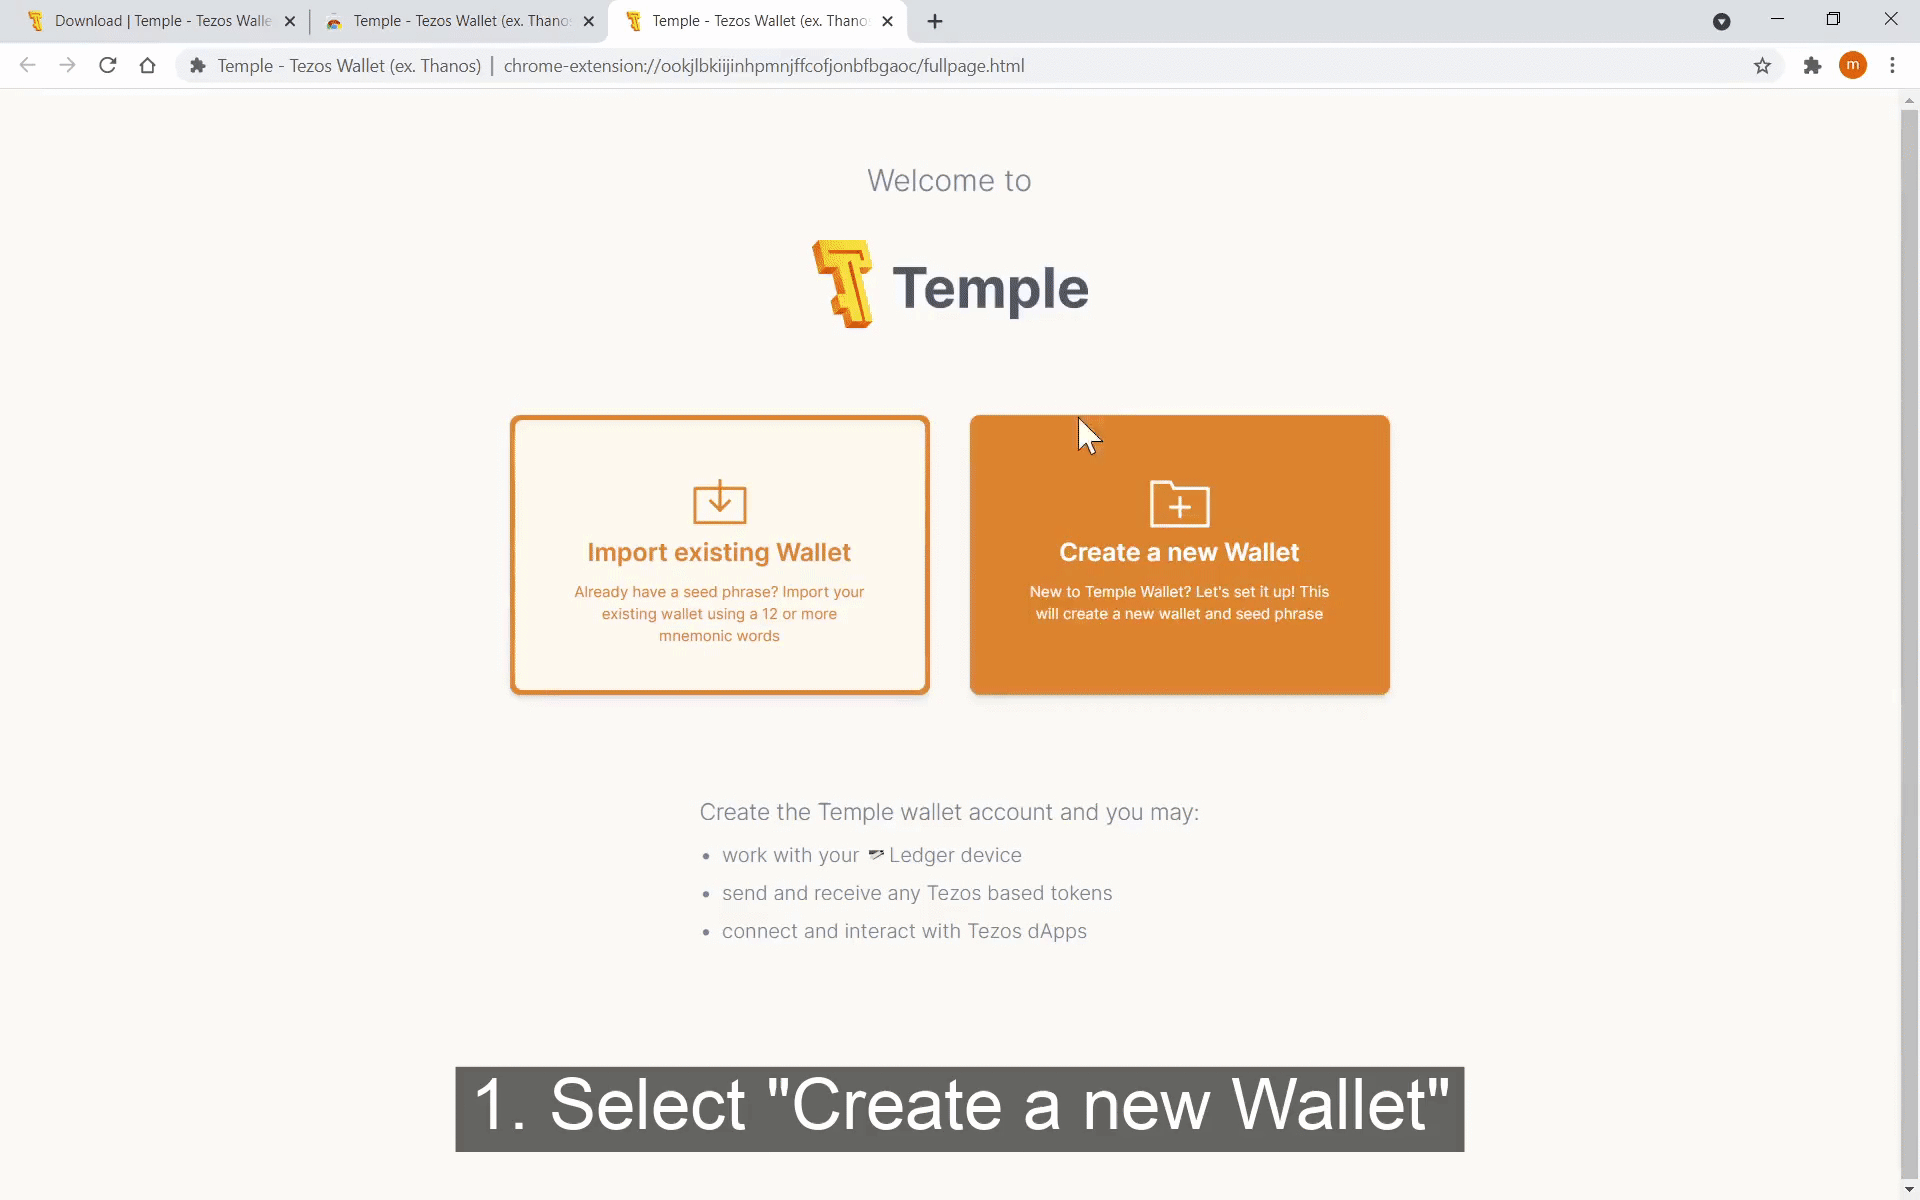 Download | Temple - Tezos Walle
Temple - Tezos Wallet (ex. Thanos
Temple - Tezos Wallet (ex. Thanos
Temple - Tezos Wallet (ex. Thanos) | chrome-extension://ookjlbkiijinhpmnjffcofjonbfbgaoc/fullpage.html
m
Welcome to
Temple
Import existing Wallet
Already have a seed phrase? Import your
existing wallet using a 12 or more
mnemonic words
Create a new Wallet
New to Temple Wallet? Let's set it up! This
will create a new wallet and seed phrase
Create the Temple wallet account and you may:
• work with your Ledger device
• send and receive any Tezos based tokens
• connect and interact with Tezos dApps
1. Select "Create a new Wallet"